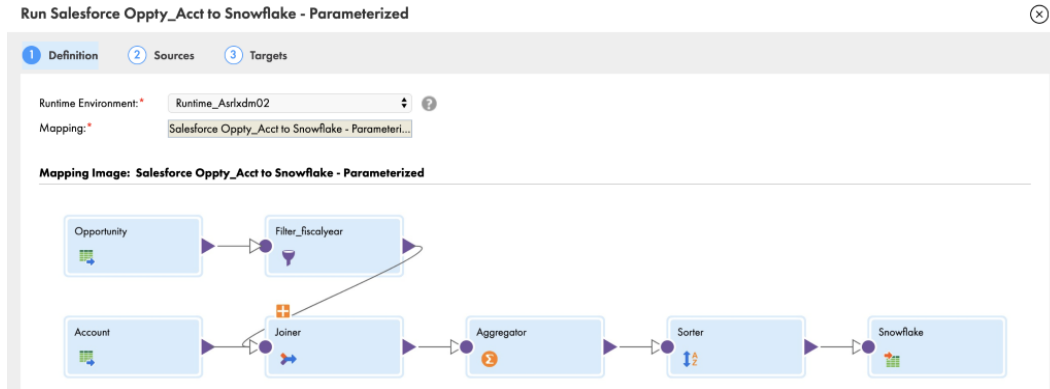 Run Salesforce Oppty_Acct to Snowflake - Parameterized
1 Definition 2 Sources 3 Targets
Runtime Environment:* Runtime_Asrlxdm02 ?
Mapping:* Salesforce Oppty_Acct to Snowflake - Parameteri...
Mapping Image: Salesforce Oppty_Acct to Snowflake - Parameterized
Opportunity Filter_fiscalyear
Account Joiner Aggregator Sorter Snowflake
Σ A
Z